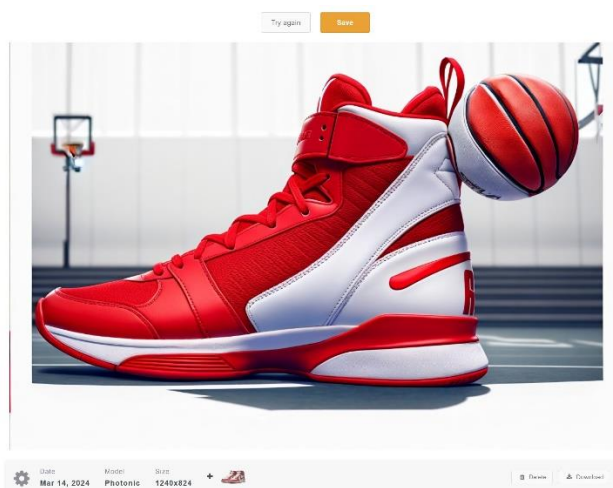 Try again
Save
Date
Model
Size
Mar 14, 2024
Photonic
1240x824
+
Delete
Download